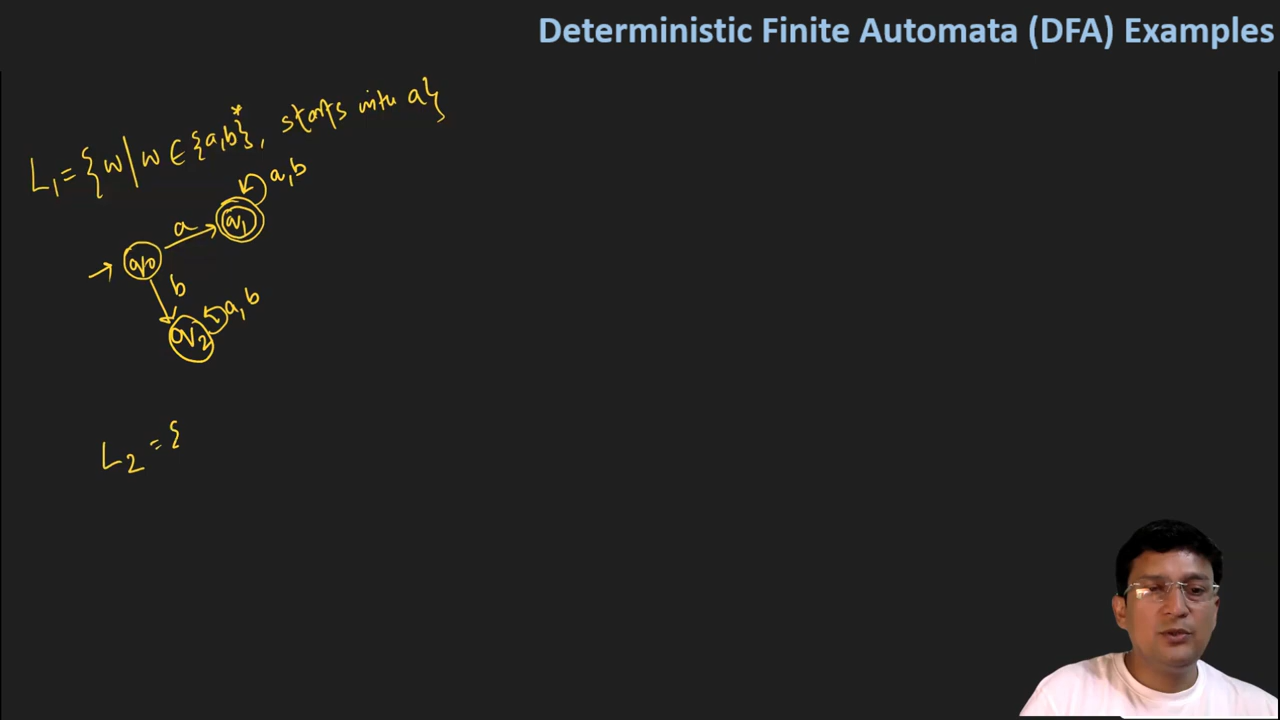 Deterministic Finite Automata (DFA) Examples
L₁ = {w | w ∈ {a,b}*, starts with a}
a,b
a
q₁
q₀
b
a,b
q₂
L₂ = {